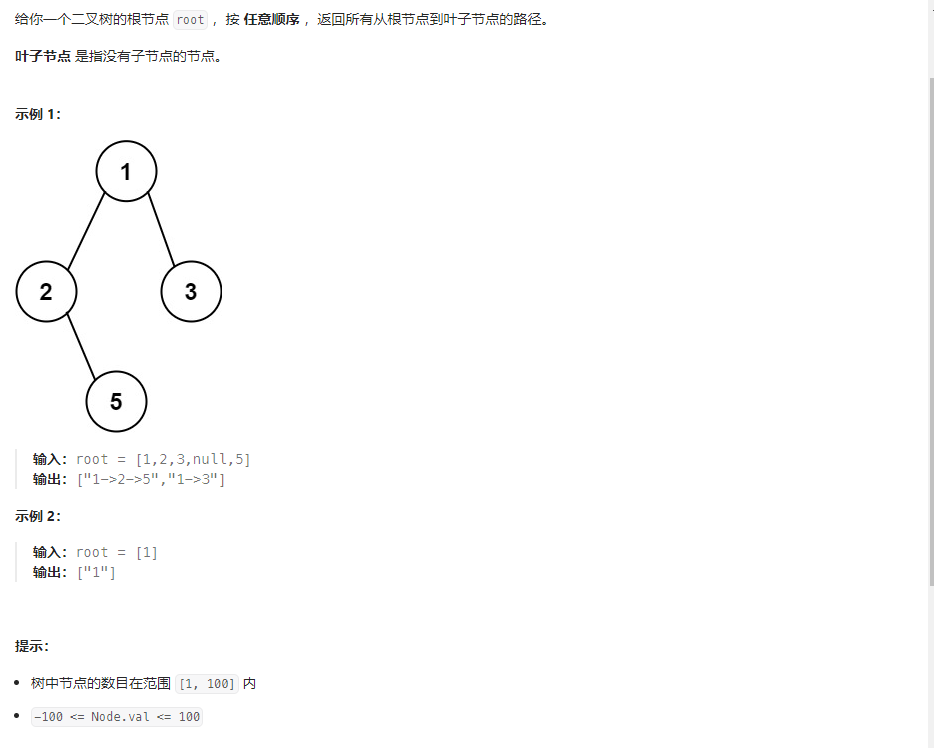 给你一个二叉树的根节点 root ，按 任意顺序 ，返回所有从根节点到叶子节点的路径。
叶子节点 是指没有子节点的节点。
示例 1：
1
2
3
5
输入：root = [1,2,3,null,5]
输出：["1->2->5","1->3"]
示例 2：
输入：root = [1]
输出：["1"]
提示：
• 树中节点的数目在范围 [1, 100] 内
• -100 <= Node.val <= 100